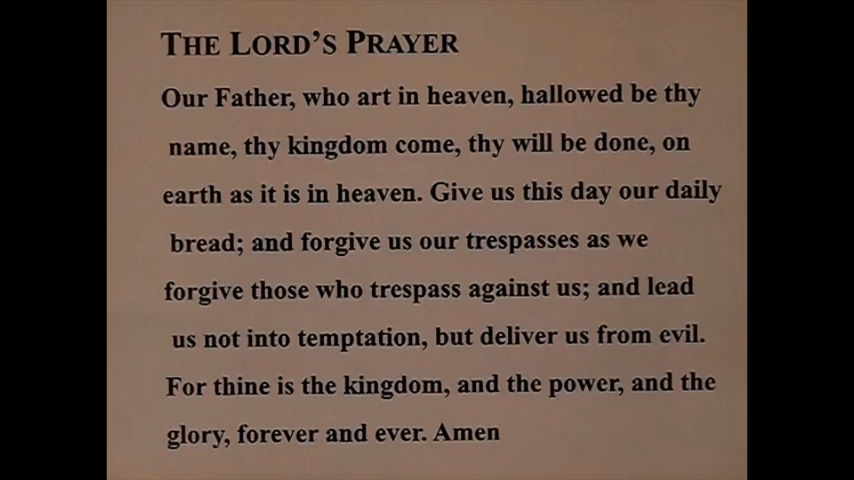 THE LORD'S PRAYER
Our Father, who art in heaven, hallowed be thy
name, thy kingdom come, thy will be done, on
earth as it is in heaven. Give us this day our daily
bread; and forgive us our trespasses as we
forgive those who trespass against us; and lead
us not into temptation, but deliver us from evil.
For thine is the kingdom, and the power, and the
glory, forever and ever. Amen